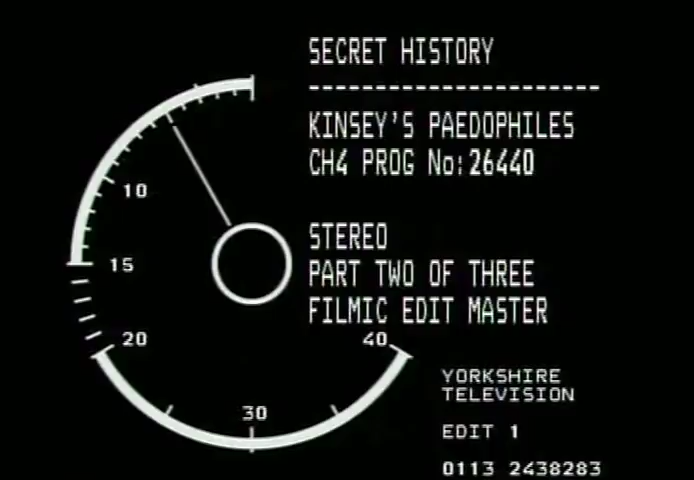 SECRET HISTORY
----------------------
KINSEY'S PAEDOPHILES
CH4 PROG No:26440
STEREO
PART TWO OF THREE
FILMIC EDIT MASTER
10
15
20
30
40
YORKSHIRE
TELEVISION
EDIT 1
0113 2438283